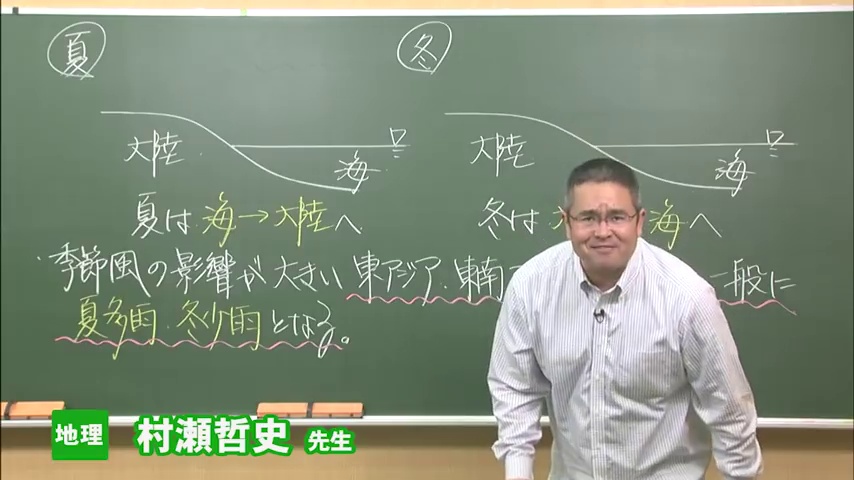 夏
冬
大陸
海
大陸
海
夏は 海→大陸へ
冬は 海へ
・季節風の影響が大きい 東アジア・東南 一般に
夏多雨・冬少雨となる。
地理 村瀬哲史 先生